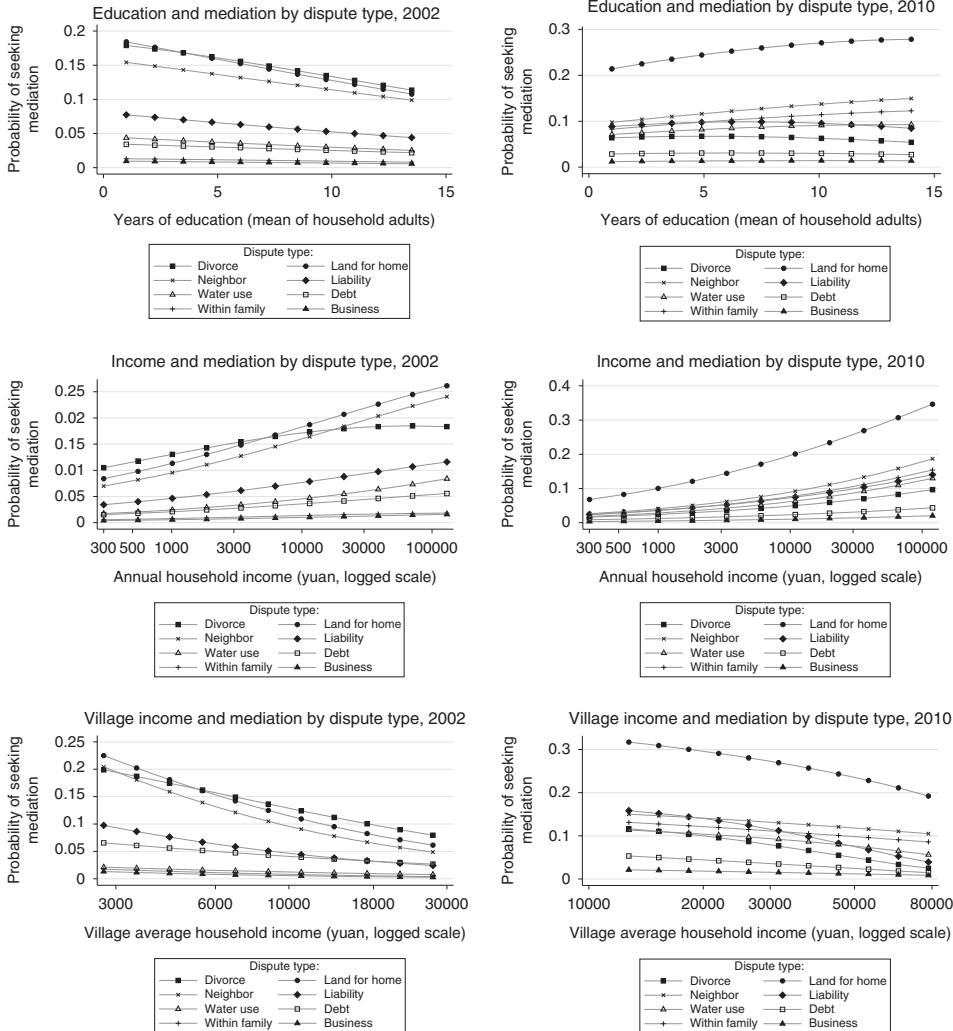 Education and mediation by dispute type, 2002
Probability of seeking
mediation
0.2
0.15
0.1
0.05
0
0 5 10 15
Years of education (mean of household adults)
Dispute type:
Divorce Land for home
Neighbor Liability
Water use Debt
Within family Business
Education and mediation by dispute type, 2010
Probability of seeking
mediation
0.3
0.2
0.1
0
0 5 10 15
Years of education (mean of household adults)
Dispute type:
Divorce Land for home
Neighbor Liability
Water use Debt
Within family Business
Income and mediation by dispute type, 2002
Probability of seeking
mediation
0.25
0.02
0.015
0.01
0.005
0
300 500 1000 3000 10000 30000 100000
Annual household income (yuan, logged scale)
Dispute type:
Divorce Land for home
Neighbor Liability
Water use Debt
Within family Business
Income and mediation by dispute type, 2010
Probability of seeking
mediation
0.4
0.3
0.2
0.1
0
300 500 1000 3000 10000 30000 100000
Annual household income (yuan, logged scale)
Dispute type:
Divorce Land for home
Neighbor Liability
Water use Debt
Within family Business
Village income and mediation by dispute type, 2002
Probability of seeking
mediation
0.25
0.2
0.15
0.1
0.05
0
3000 6000 10000 18000 30000
Village average household income (yuan, logged scale)
Dispute type:
Divorce Land for home
Neighbor Liability
Water use Debt
Within family Business
Village income and mediation by dispute type, 2010
Probability of seeking
mediation
0.3
0.2
0.1
0
10000 20000 30000 50000 80000
Village average household income (yuan, logged scale)
Dispute type:
Divorce Land for home
Neighbor Liability
Water use Debt
Within family Business